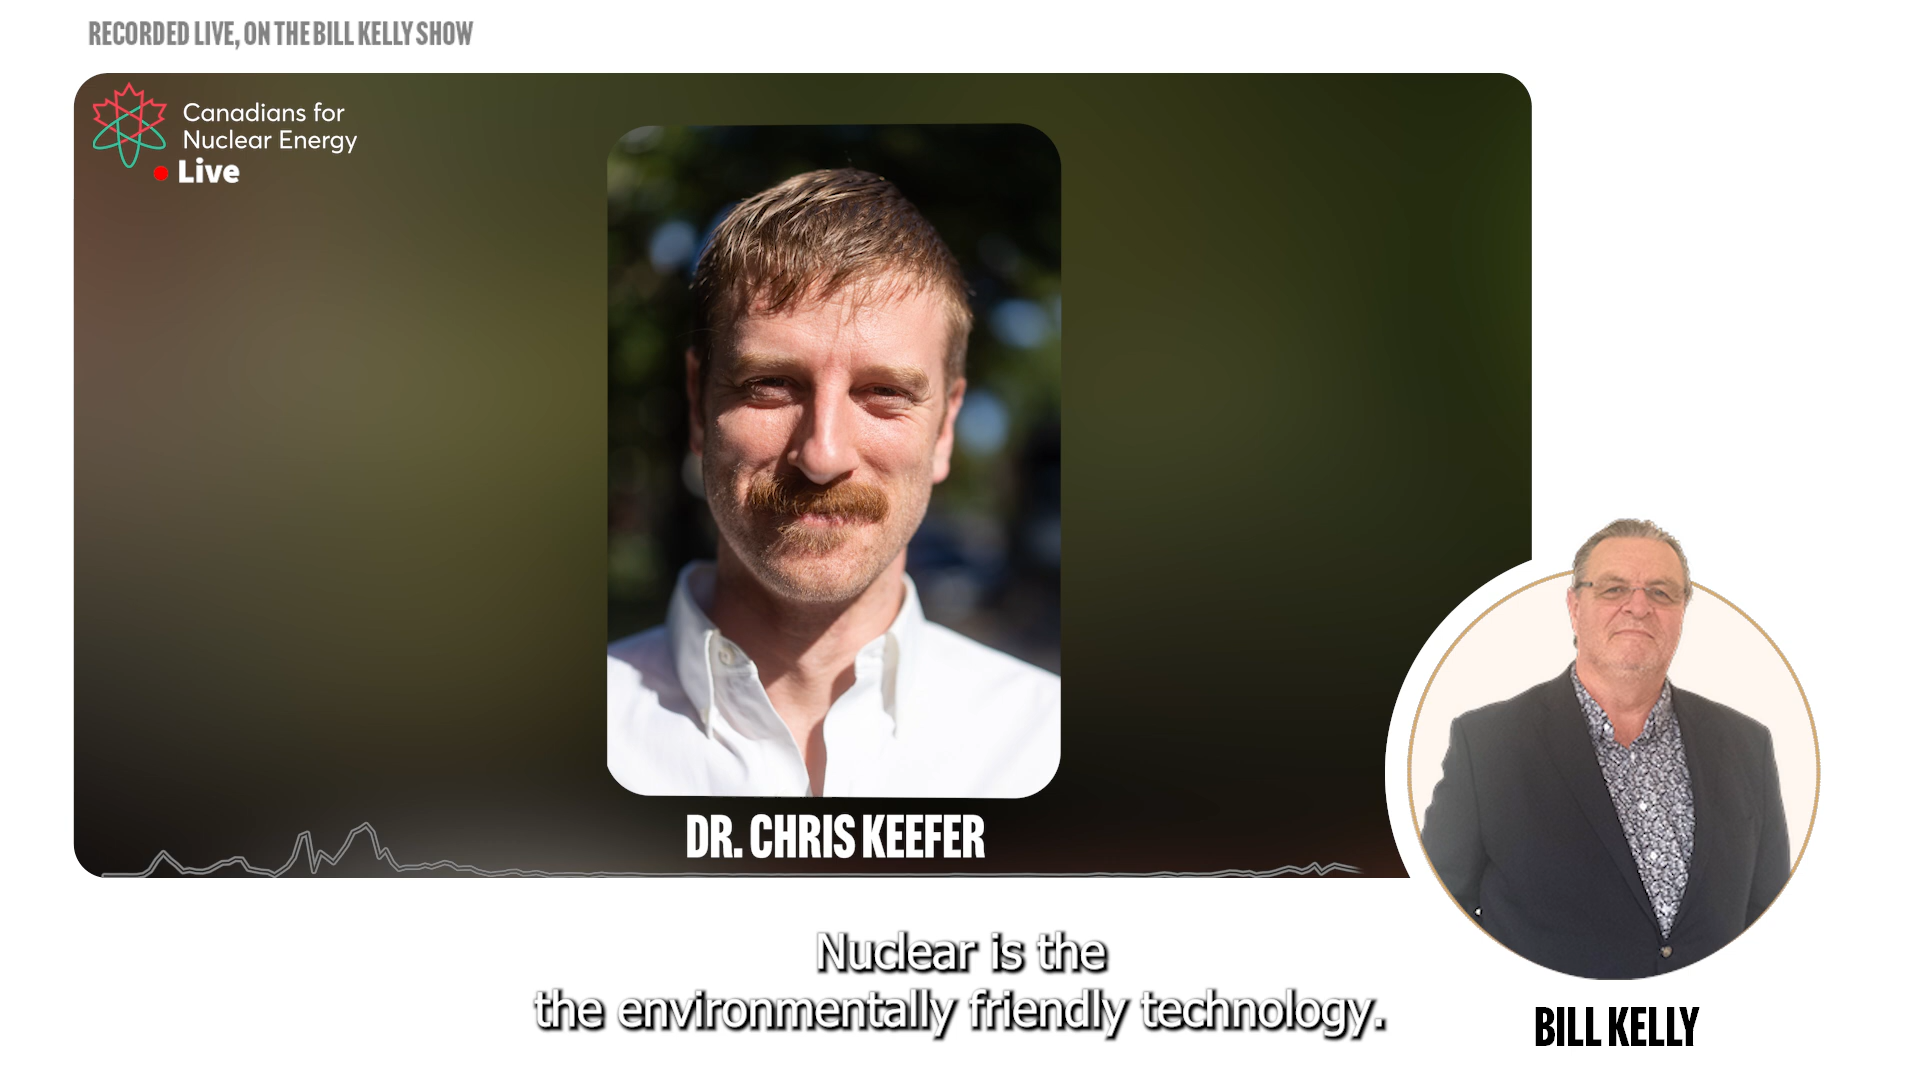 RECORDED LIVE, ON THE BILL KELLY SHOW
Canadians for
Nuclear Energy
Live
DR. CHRIS KEEFER
Nuclear is the
the environmentally friendly technology.
BILL KELLY